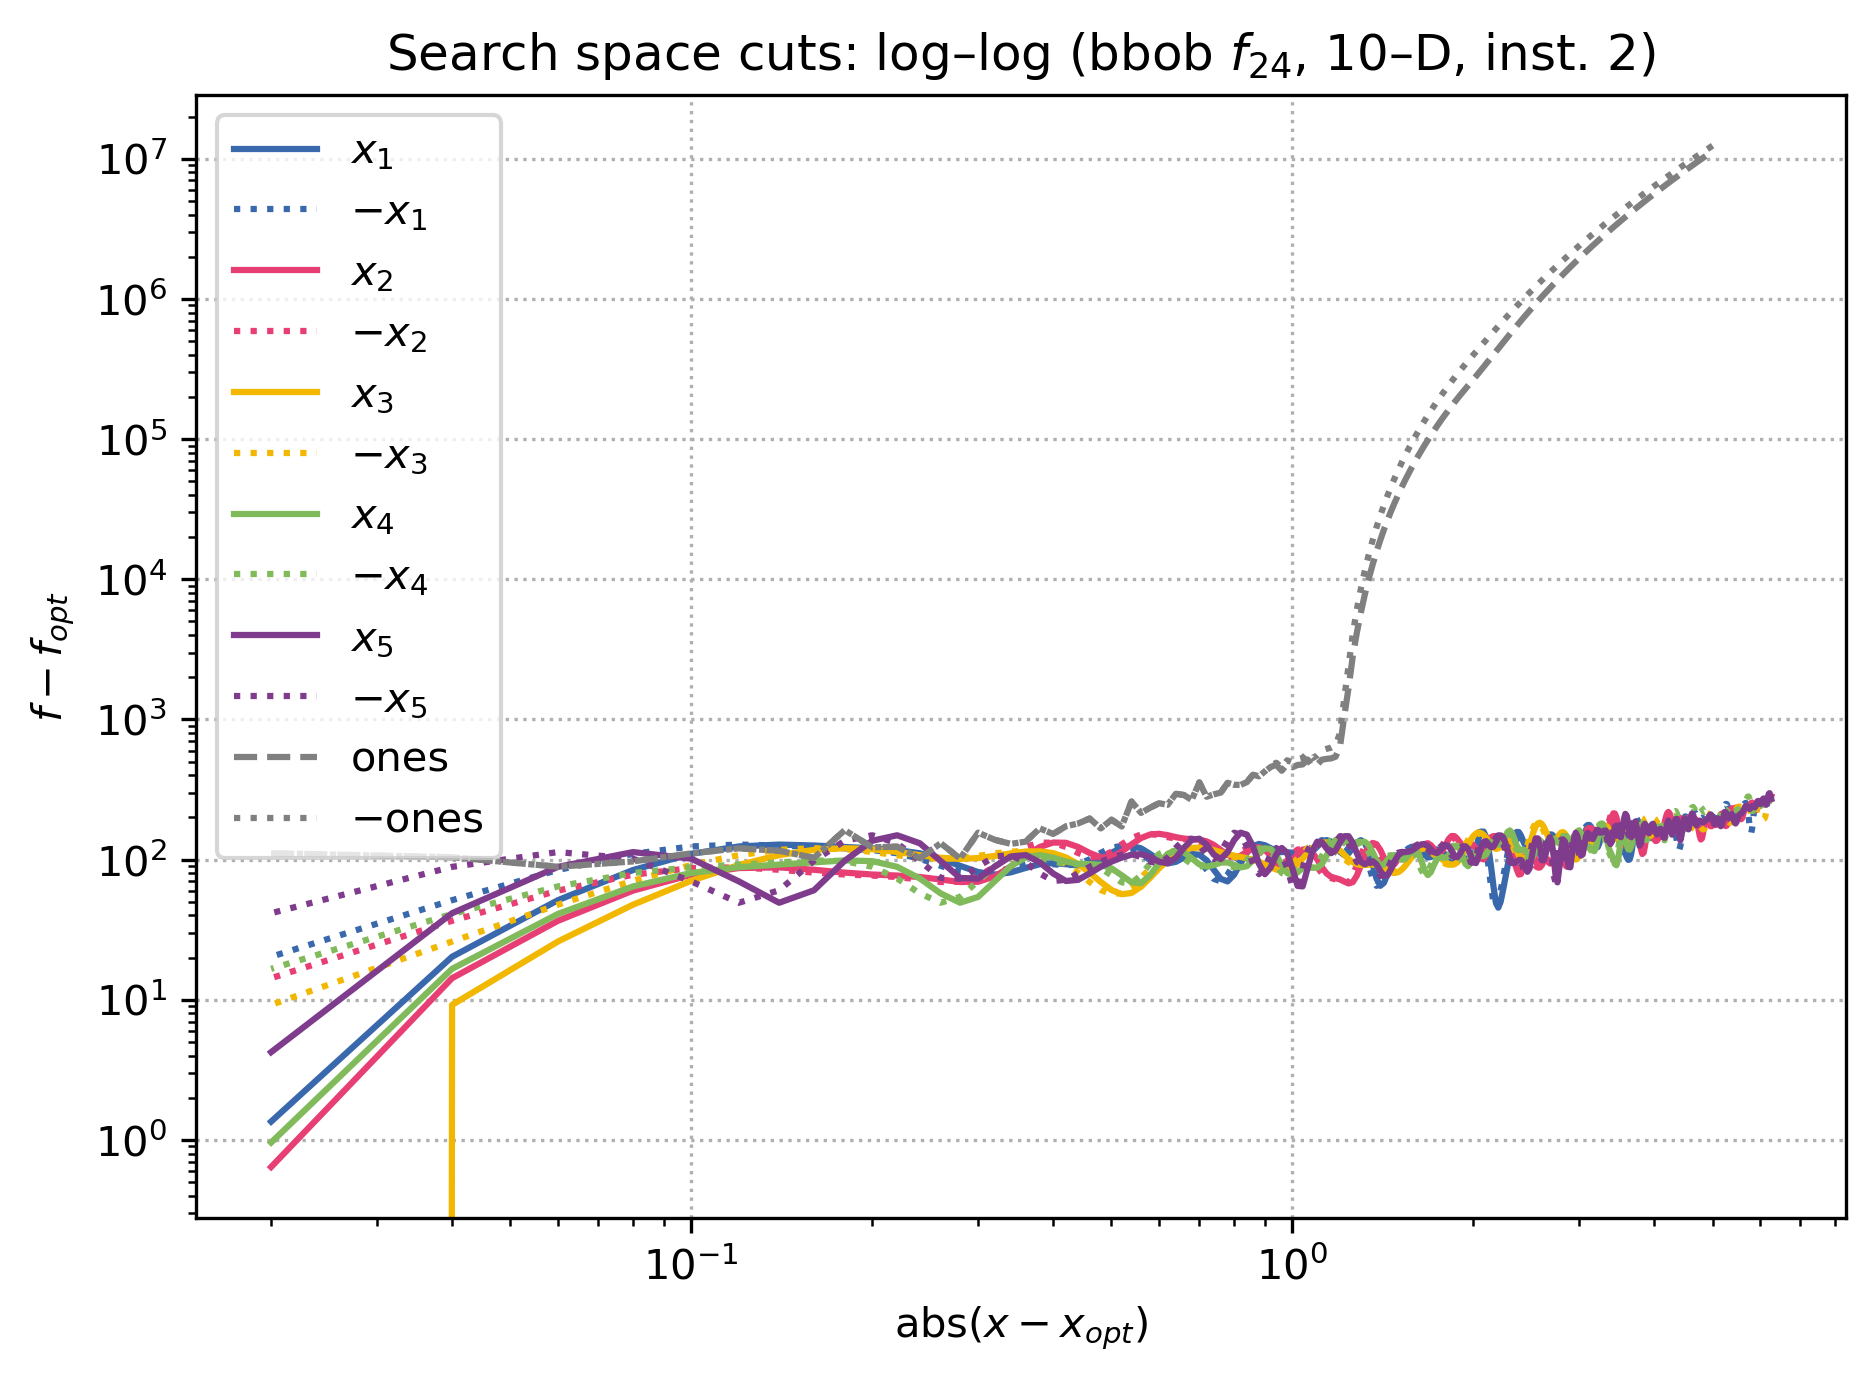 Search space cuts: log–log (bbob f24, 10–D, inst. 2)
x1
−x1
x2
−x2
x3
−x3
x4
−x4
x5
−x5
ones
−ones
10^7
10^6
10^5
10^4
10^3
10^2
10^1
10^0
f − fopt
10^−1
10^0
abs(x − xopt)